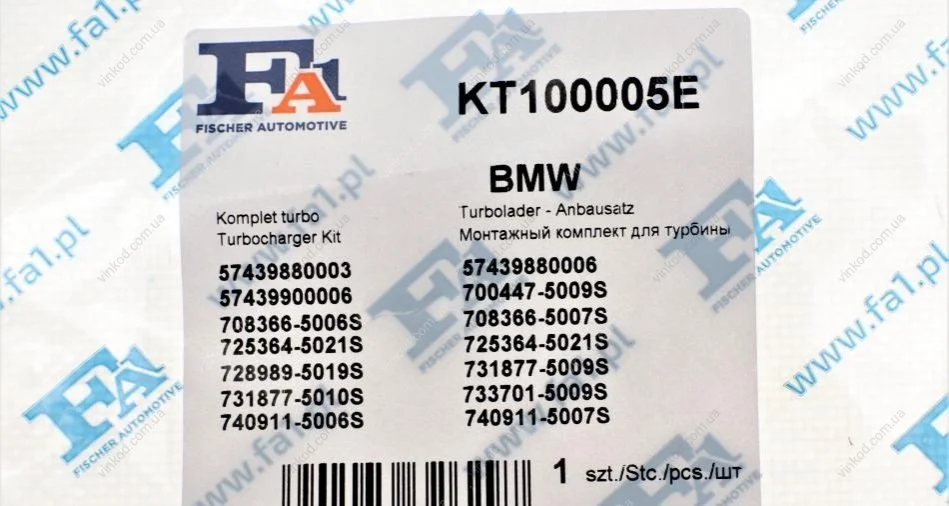 FA1
FISCHER AUTOMOTIVE
KT100005E
BMW
Komplet turbo
Turbocharger Kit
Turbolader - Anbausatz
Монтажный комплект для турбины
57439880003 57439880006
57439900006 700447-5009S
708366-5006S 708366-5007S
725364-5021S 725364-5021S
728989-5019S 731877-5009S
731877-5010S 733701-5009S
740911-5006S 740911-5007S
1 szt./Stc./pcs./шт
www.fa1.pl
vinkod.com.ua